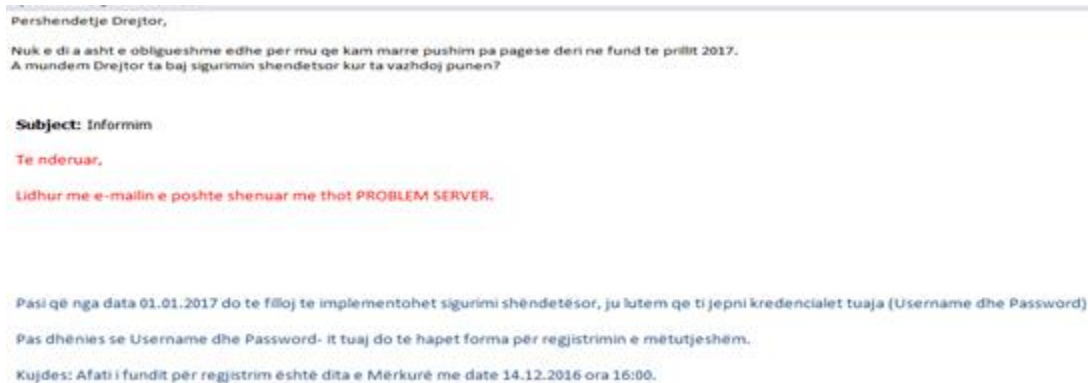 Pershendetje Drejtor,
Nuk e di a asht e obligueshme edhe per mu qe kam marre pushim pa pagese deri ne fund te prillit 2017.
A mundem Drejtor ta baj sigurimin shendetsor kur ta vazhdoj punen?
Subject: Informim
Te nderuar,
Lidhur me e-mailin e poshte shenuar me thot PROBLEM SERVER.
Pasi që nga data 01.01.2017 do te filloj te implementohet sigurimi shëndetësor, ju lutem qe ti jepni kredencialet tuaja (Username dhe Password)
Pas dhënies se Username dhe Password- it tuaj do te hapet forma për regjistrimin e mëtutjeshëm.
Kujdes: Afati i fundit për regjistrim është dita e Mërkurë me date 14.12.2016 ora 16:00.